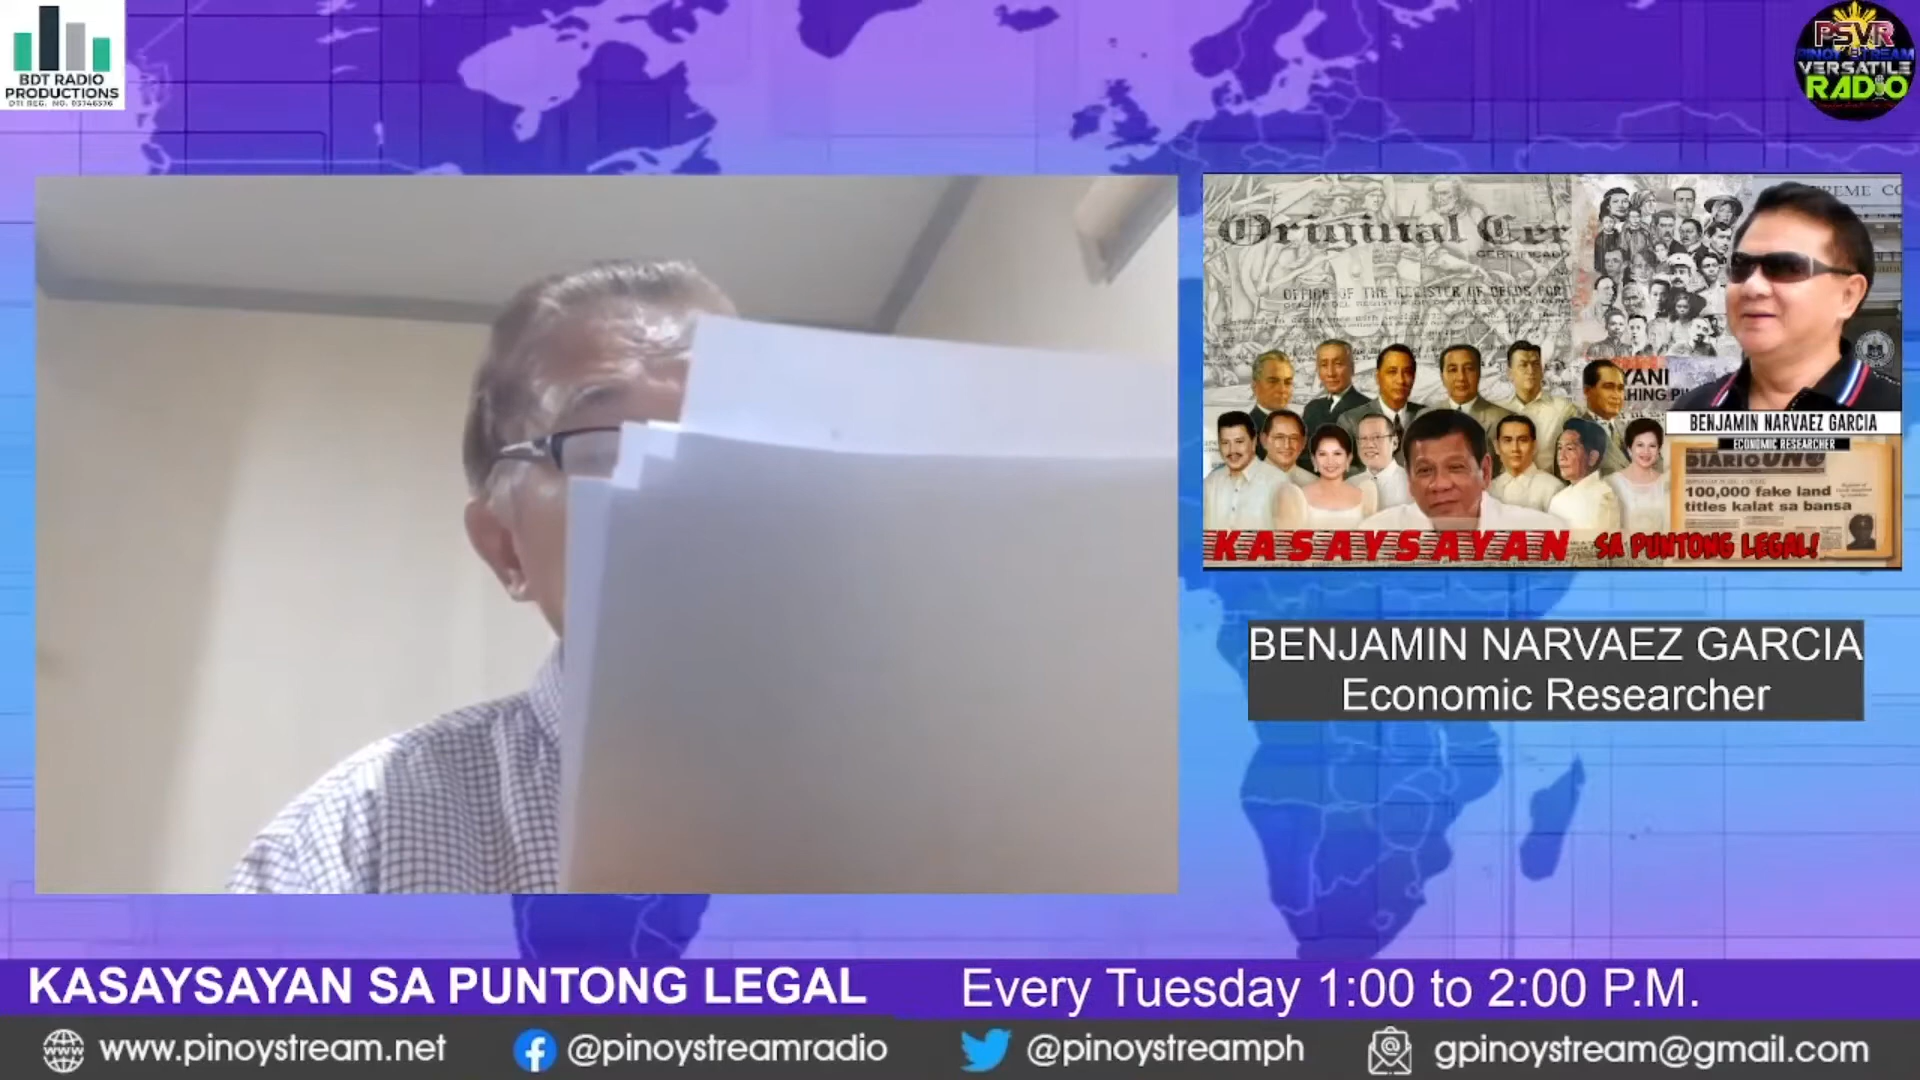 BDT RADIO
PRODUCTIONS
PSVR
PINOY STREAM
VERSATILE
RADIO
Original Cer
OFFICE OF THE REGISTER OF DEEDS FOR
BENJAMIN NARVAEZ GARCIA
ECONOMIC RESEARCHER
DIARIO UNO
100,000 fake land
titles kalat sa bansa
KASAYSAYAN SA PUNTONG LEGAL!
BENJAMIN NARVAEZ GARCIA
Economic Researcher
KASAYSAYAN SA PUNTONG LEGAL Every Tuesday 1:00 to 2:00 P.M.
www.pinoystream.net @pinoystreamradio @pinoystreamph gpinoystream@gmail.com